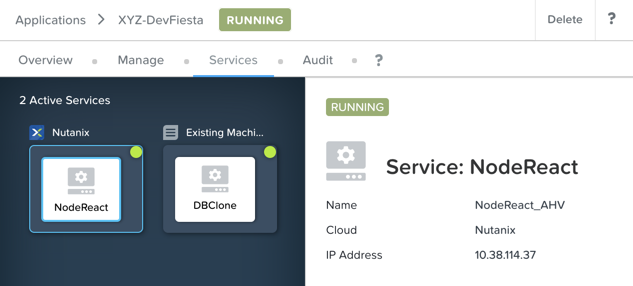 Applications > XYZ-DevFiesta RUNNING Delete ?
Overview Manage Services Audit ?
2 Active Services
Nutanix Existing Machi...
NodeReact DBClone
RUNNING
Service: NodeReact
Name NodeReact_AHV
Cloud Nutanix
IP Address 10.38.114.37